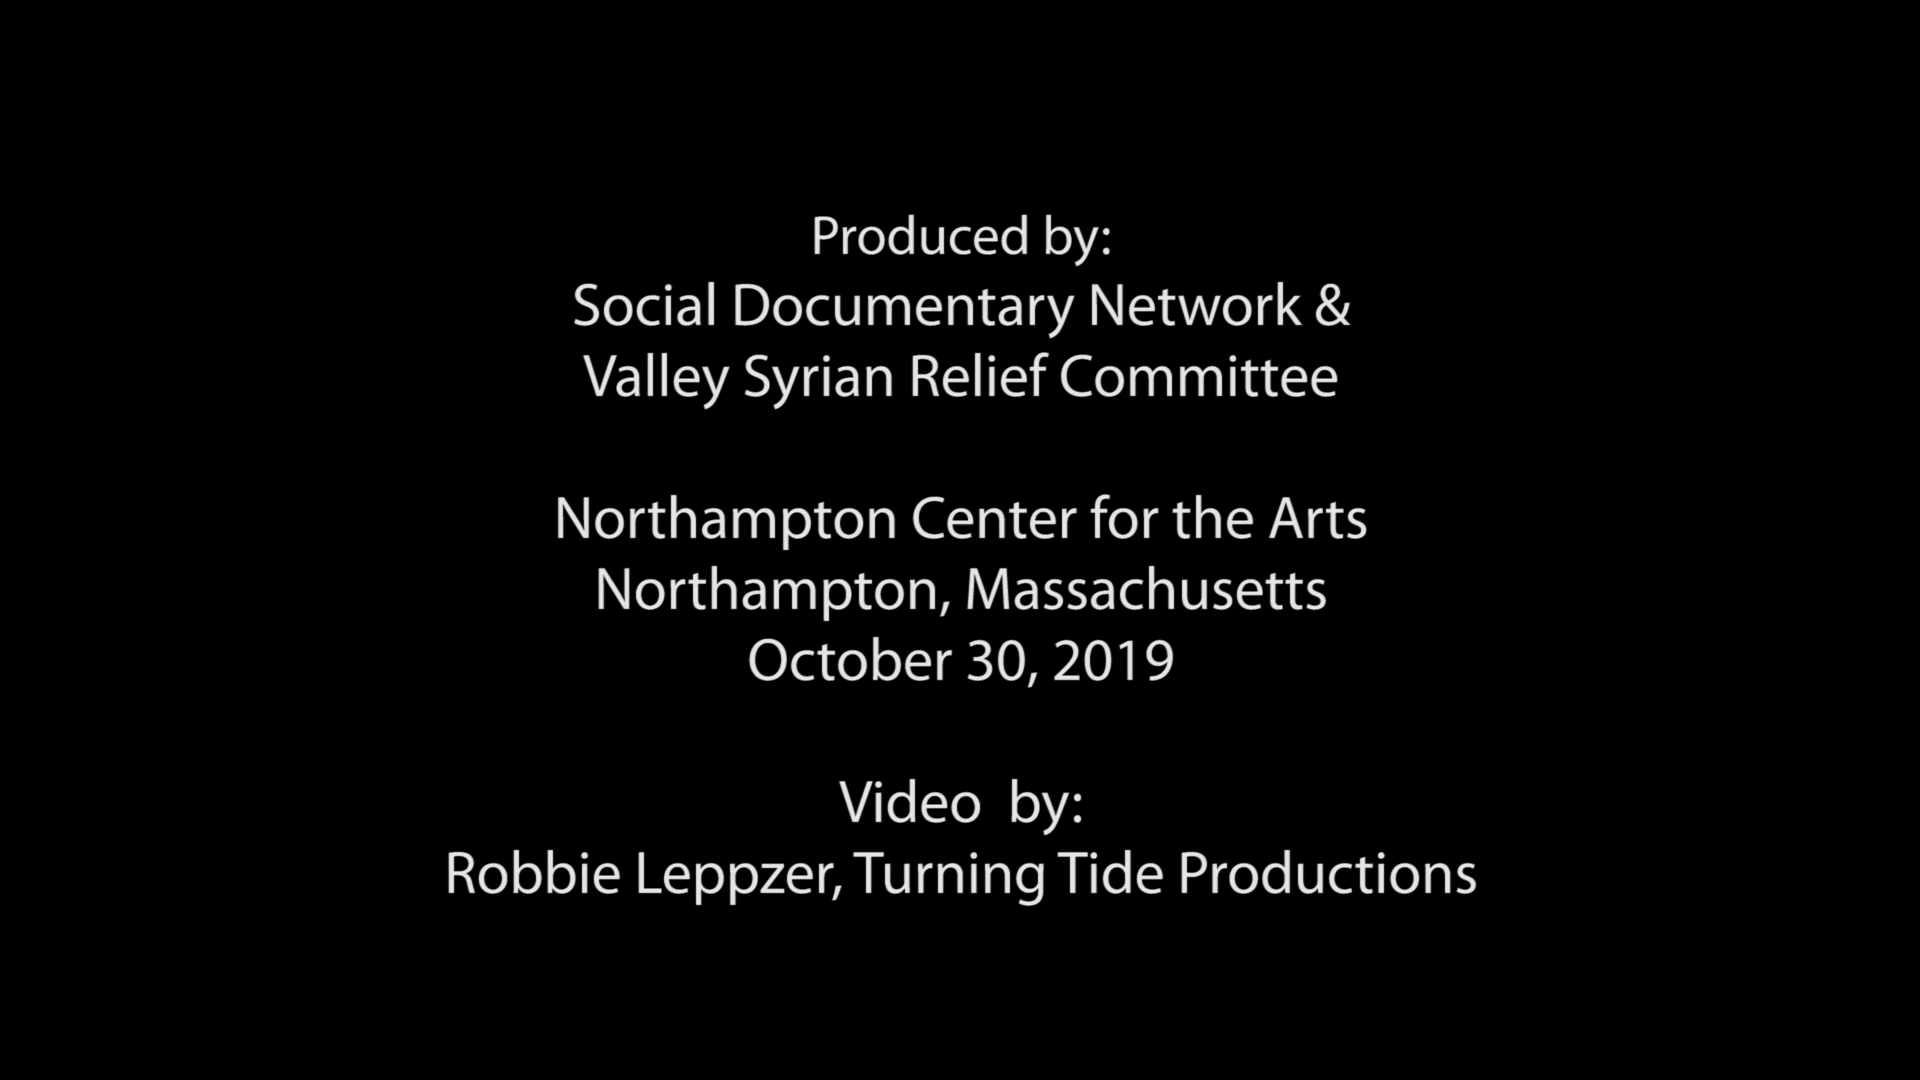 Produced by:
Social Documentary Network &
Valley Syrian Relief Committee
Northampton Center for the Arts
Northampton, Massachusetts
October 30, 2019
Video by:
Robbie Leppzer, Turning Tide Productions